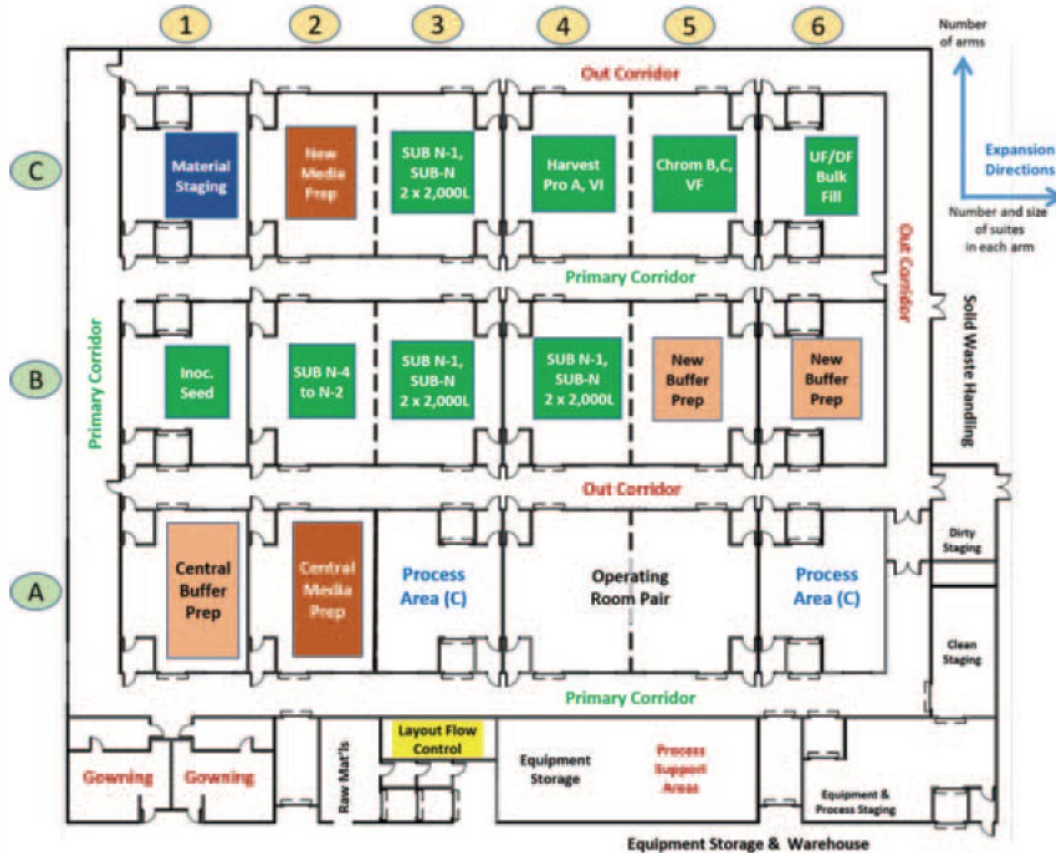 1 2 3 4 5 6
Number
of arms
Expansion
Directions
Number and size
of suites
in each arm
Out Corridor
C
Material
Staging
New
Media
Prep
SUB N-1,
SUB-N
2 x 2,000L
Harvest
Pro A, VI
Chrom B,C,
VF
UF/DF
Bulk
Fill
Out Corridor
Primary Corridor
Primary Corridor
Solid Waste Handling
B
Inoc.
Seed
SUB N-4
to N-2
SUB N-1,
SUB-N
2 x 2,000L
SUB N-1,
SUB-N
2 x 2,000L
New
Buffer
Prep
New
Buffer
Prep
Out Corridor
A
Central
Buffer
Prep
Central
Media
Prep
Process
Area (C)
Operating
Room Pair
Process
Area (C)
Dirty
Staging
Clean
Staging
Primary Corridor
Gowning
Gowning
Raw Mat'ls
Layout Flow
Control
Equipment
Storage
Process
Support
Areas
Equipment &
Process Staging
Equipment Storage & Warehouse